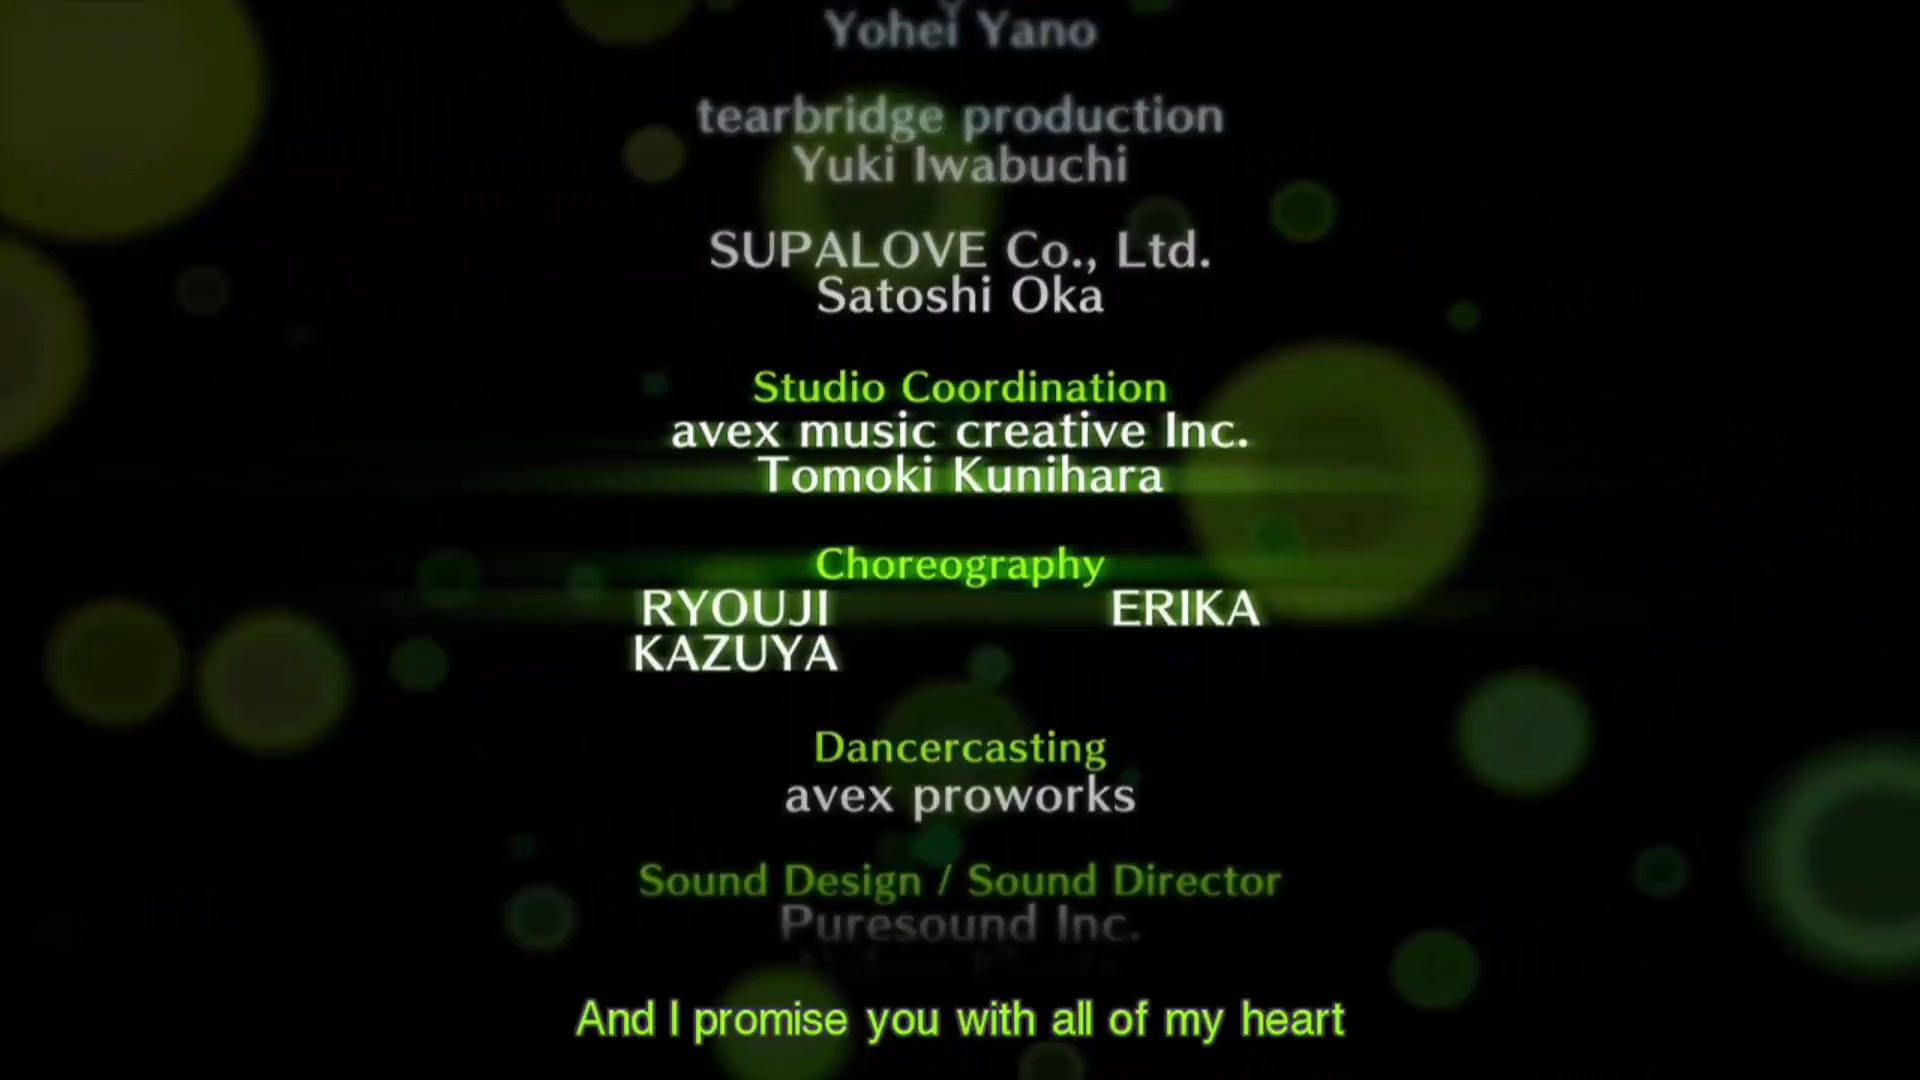 Yohei Yano
tearbridge production
Yuki Iwabuchi
SUPALOVE Co., Ltd.
Satoshi Oka
Studio Coordination
avex music creative Inc.
Tomoki Kunihara
Choreography
RYOUJI ERIKA
KAZUYA
Dancercasting
avex proworks
Sound Design / Sound Director
Puresound Inc.
And I promise you with all of my heart